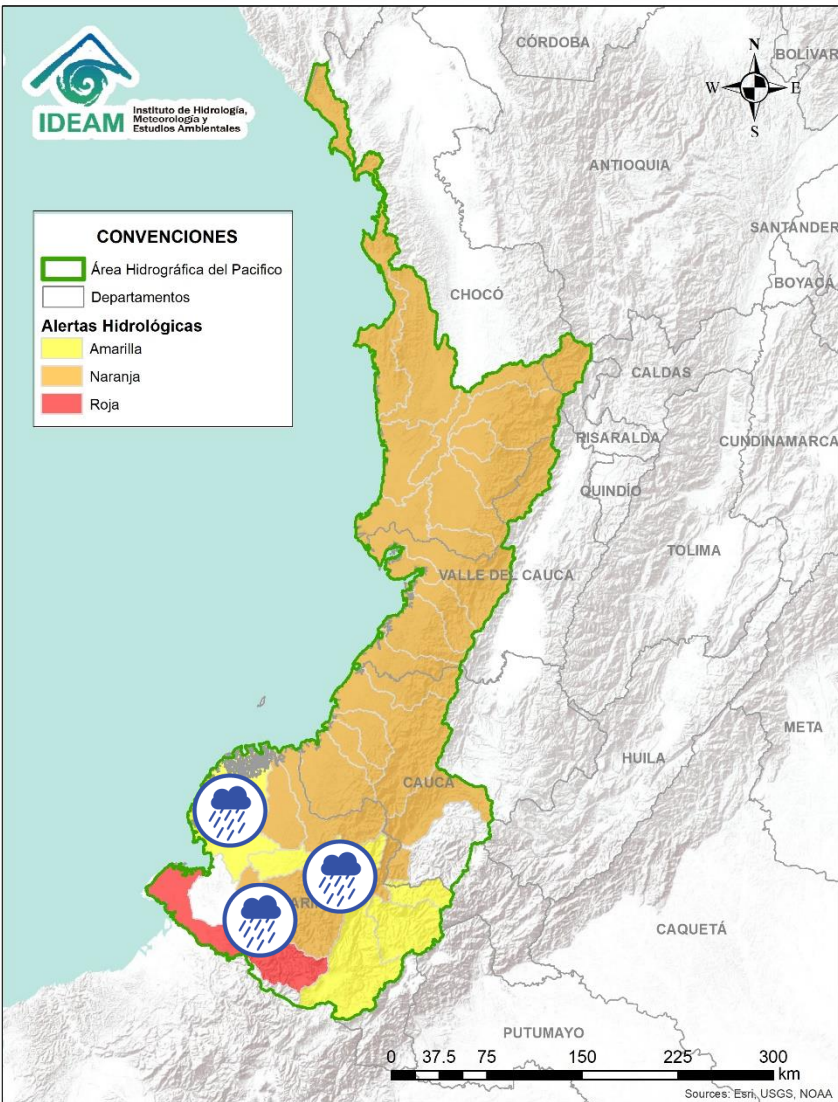 IDEAM
Instituto de Hidrología,
Meteorología y
Estudios Ambientales
CÓRDOBA
BOLÍVAR
N
W
E
S
ANTIOQUIA
SANTANDER
BOYACÁ
CHOCÓ
CONVENCIONES
Área Hidrográfica del Pacifico
Departamentos
Alertas Hidrológicas
Amarilla
Naranja
Roja
CALDAS
RISARALDA
CUNDINAMARCA
QUINDÍO
TOLIMA
VALLE DEL CAUCA
META
HUILA
CAUCA
CAQUETÁ
PUTUMAYO
0 37.5 75 150 225 300
km
Sources: Esri, USGS, NOAA